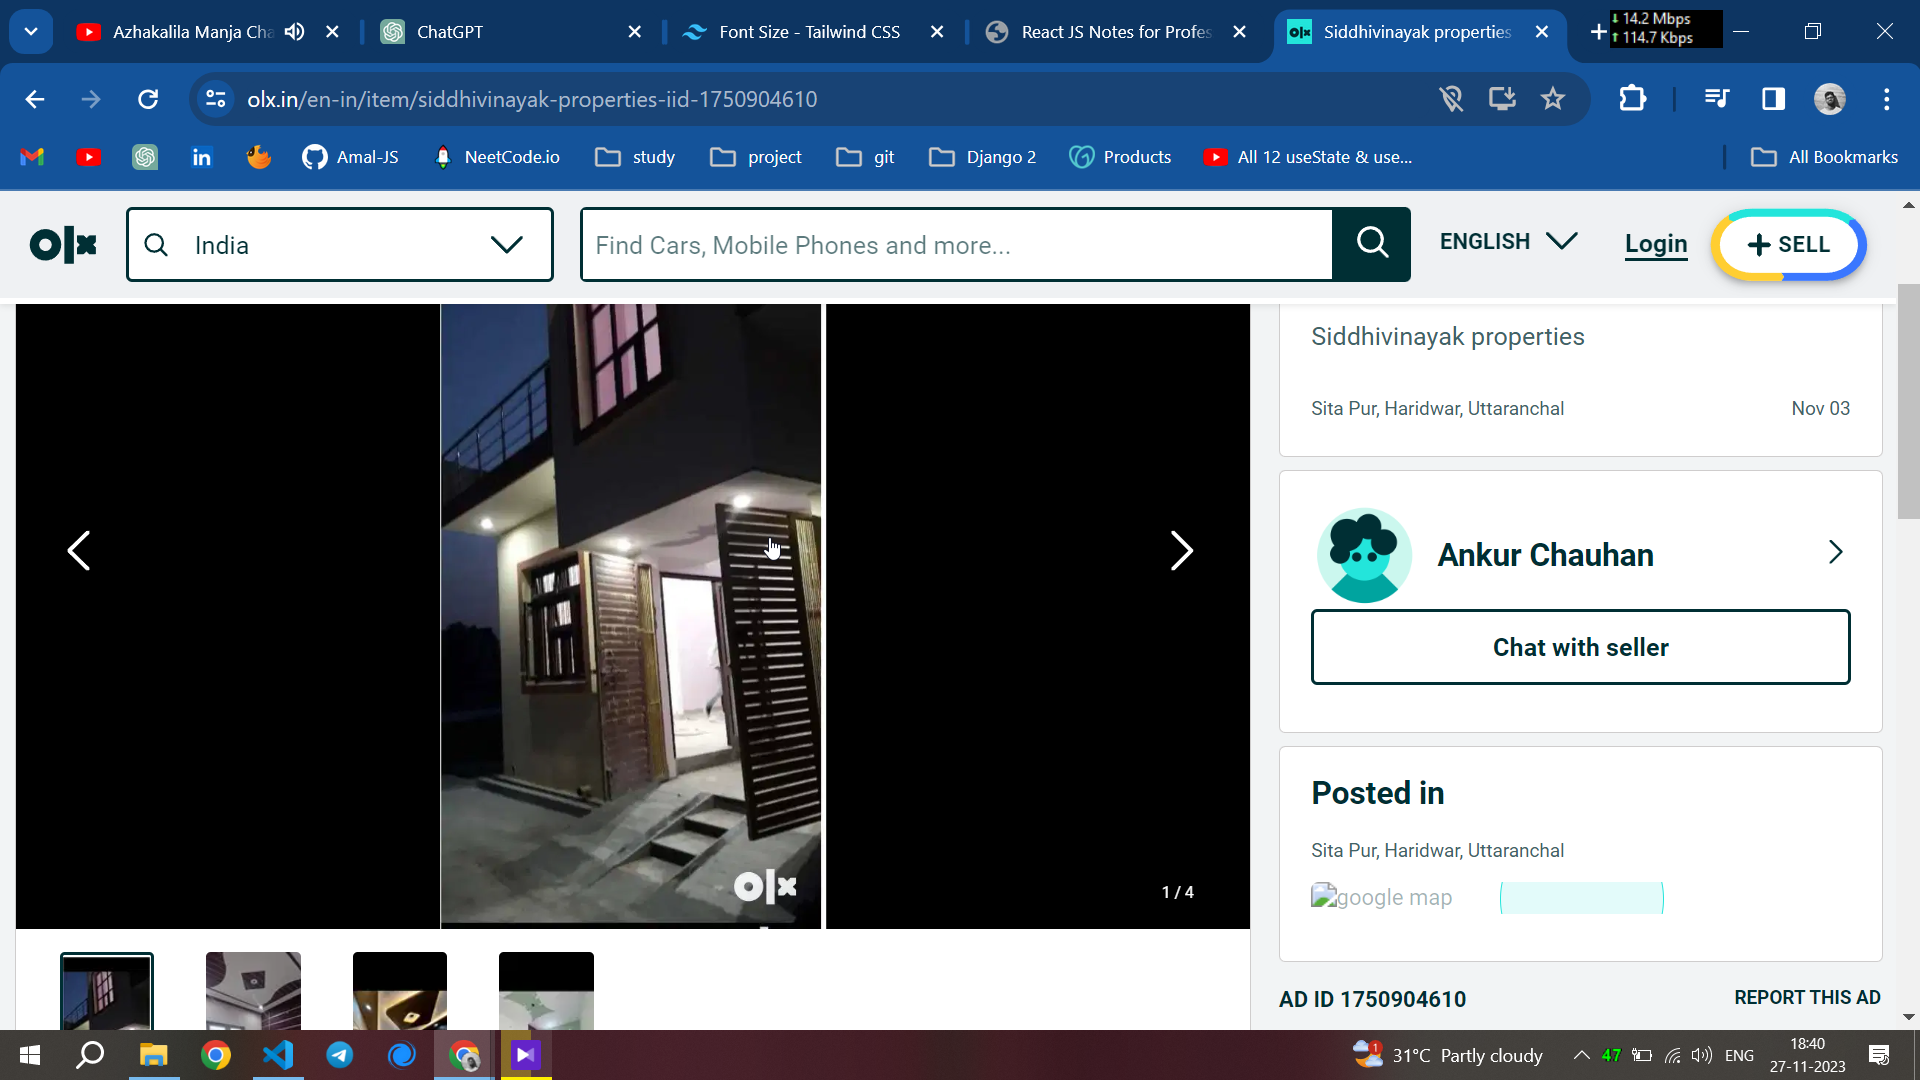 Azhakalila Manja Cha
ChatGPT
Font Size - Tailwind CSS
React JS Notes for Profes
Siddhivinayak properties
14.2 Mbps
114.7 Kbps
olx.in/en-in/item/siddhivinayak-properties-iid-1750904610
Amal-JS
NeetCode.io
study
project
git
Django 2
Products
All 12 useState & use...
All Bookmarks
olx
India
Find Cars, Mobile Phones and more...
ENGLISH
Login
+ SELL
Siddhivinayak properties
Sita Pur, Haridwar, Uttaranchal
Nov 03
Ankur Chauhan
Chat with seller
olx
1 / 4
Posted in
Sita Pur, Haridwar, Uttaranchal
google map
AD ID 1750904610
REPORT THIS AD
1
31°C Partly cloudy
47
ENG
18:40
27-11-2023